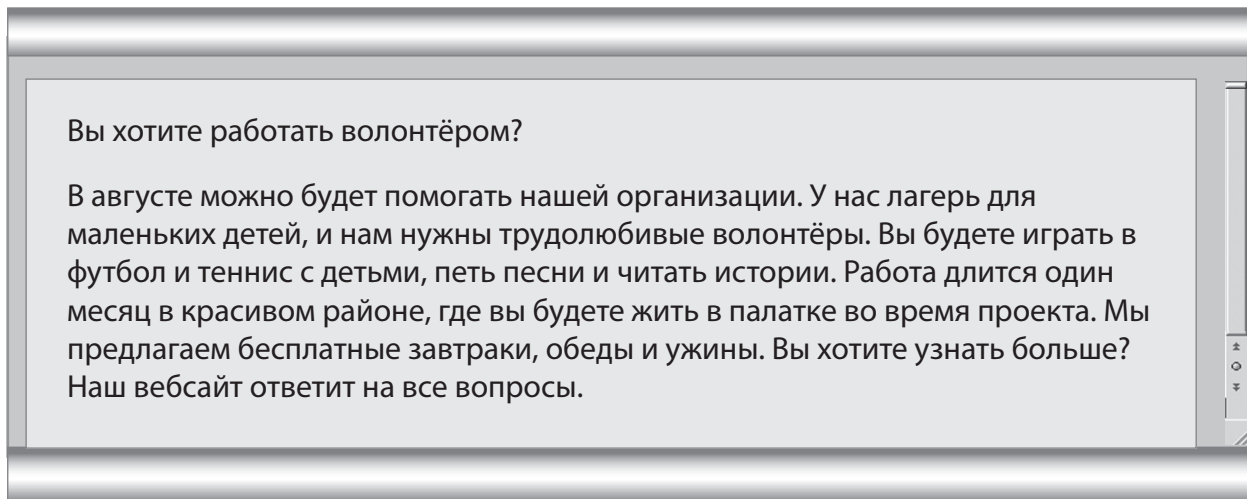 Вы хотите работать волонтёром?
В августе можно будет помогать нашей организации. У нас лагерь для
маленьких детей, и нам нужны трудолюбивые волонтёры. Вы будете играть в
футбол и теннис с детьми, петь песни и читать истории. Работа длится один
месяц в красивом районе, где вы будете жить в палатке во время проекта. Мы
предлагаем бесплатные завтраки, обеды и ужины. Вы хотите узнать больше?
Наш вебсайт ответит на все вопросы.